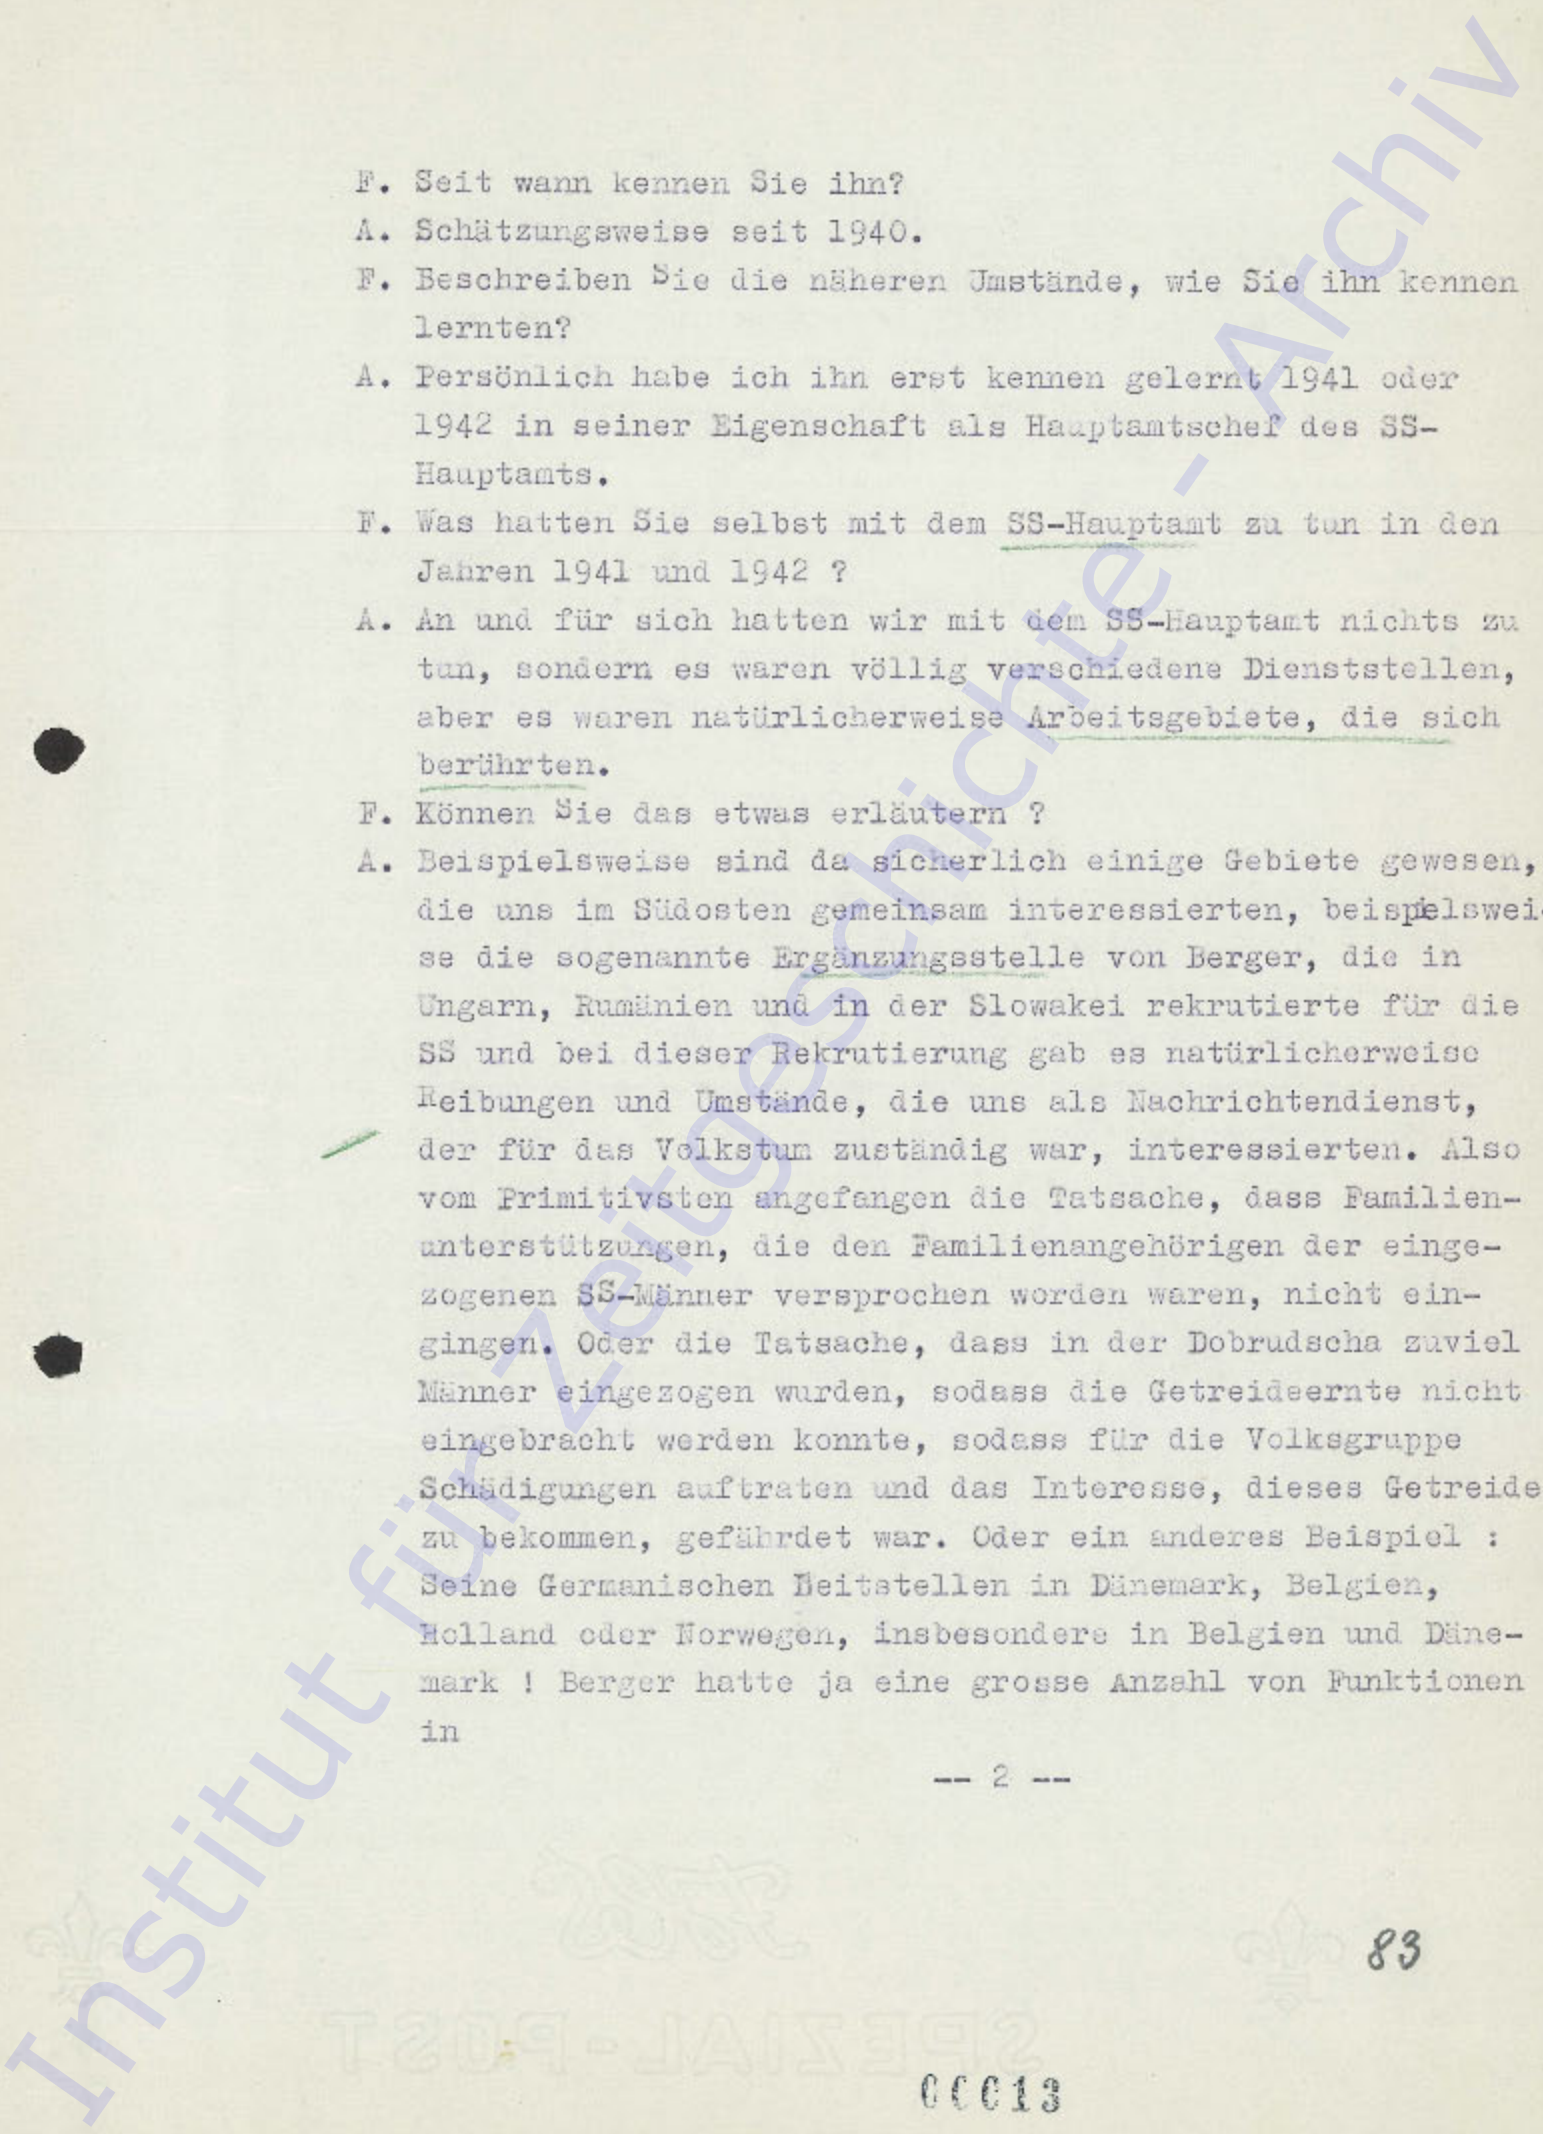 F. Seit wann kennen Sie ihn?
A. Schätzungsweise seit 1940.
F. Beschreiben Sie die näheren Umstände, wie Sie ihn kennen
lernten?
A. Persönlich habe ich ihn erst kennen gelernt 1941 oder
1942 in seiner Eigenschaft als Hauptamtschef des SS-
Hauptamts.
F. Was hatten Sie selbst mit dem SS-Hauptamt zu tun in den
Jahren 1941 und 1942 ?
A. An und für sich hatten wir mit dem SS-Hauptamt nichts zu
tun, sondern es waren völlig verschiedene Dienststellen,
aber es waren natürlicherweise Arbeitsgebiete, die sich
berührten.
F. Können Sie das etwas erläutern ?
A. Beispielsweise sind da sicherlich einige Gebiete gewesen,
die uns im Südosten gemeinsam interessierten, beispielswei-
se die sogenannte Ergänzungsstelle von Berger, die in
Ungarn, Rumänien und in der Slowakei rekrutierte für die
SS und bei dieser Rekrutierung gab es natürlicherweise
Reibungen und Umstände, die uns als Nachrichtendienst,
der für das Volkstum zuständig war, interessierten. Also
vom Primitivsten angefangen die Tatsache, dass Familien-
unterstützungen, die den Familienangehörigen der einge-
zogenen SS-Männer versprochen worden waren, nicht ein-
gingen. Oder die Tatsache, dass in der Dobrudscha zuviel
Männer eingezogen wurden, sodass die Getreideernte nicht
eingebracht werden konnte, sodass für die Volksgruppe
Schädigungen auftraten und das Interesse, dieses Getreide
zu bekommen, gefährdet war. Oder ein anderes Beispiel :
Seine Germanischen Beitstellen in Dänemark, Belgien,
Holland oder Norwegen, insbesondere in Belgien und Däne-
mark ! Berger hatte ja eine grosse Anzahl von Funktionen
in
-- 2 --
83
SPEZIAL-POST
00013
Institut für Zeitgeschichte - Archiv